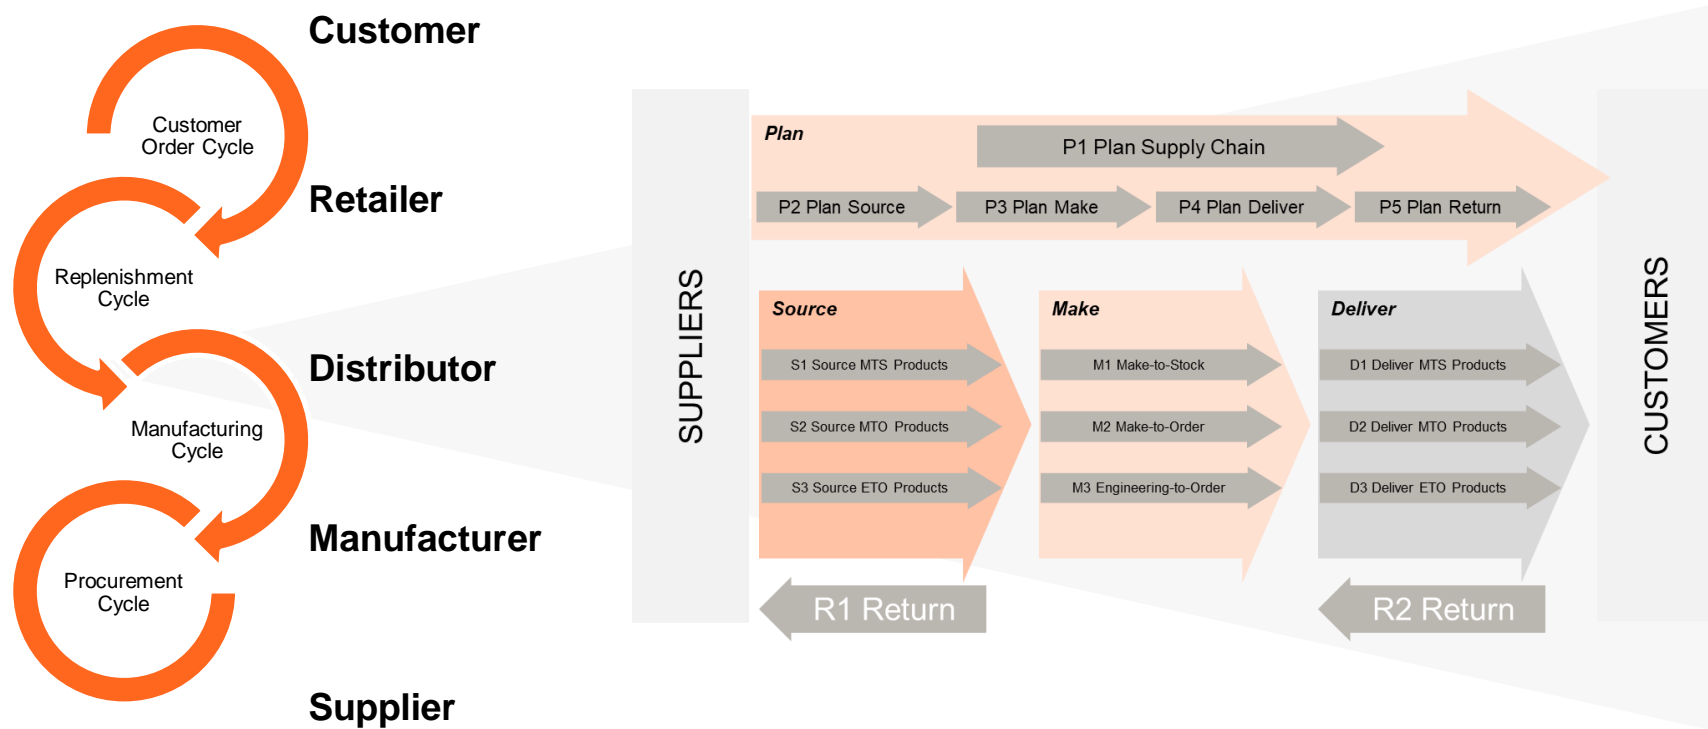 Customer
Customer
Order Cycle
Retailer
Replenishment
Cycle
Distributor
Manufacturing
Cycle
Manufacturer
Procurement
Cycle
Supplier
SUPPLIERS
Plan
P1 Plan Supply Chain
P2 Plan Source
P3 Plan Make
P4 Plan Deliver
P5 Plan Return
Source
S1 Source MTS Products
S2 Source MTO Products
S3 Source ETO Products
Make
M1 Make-to-Stock
M2 Make-to-Order
M3 Engineering-to-Order
Deliver
D1 Deliver MTS Products
D2 Deliver MTO Products
D3 Deliver ETO Products
R1 Return
R2 Return
CUSTOMERS